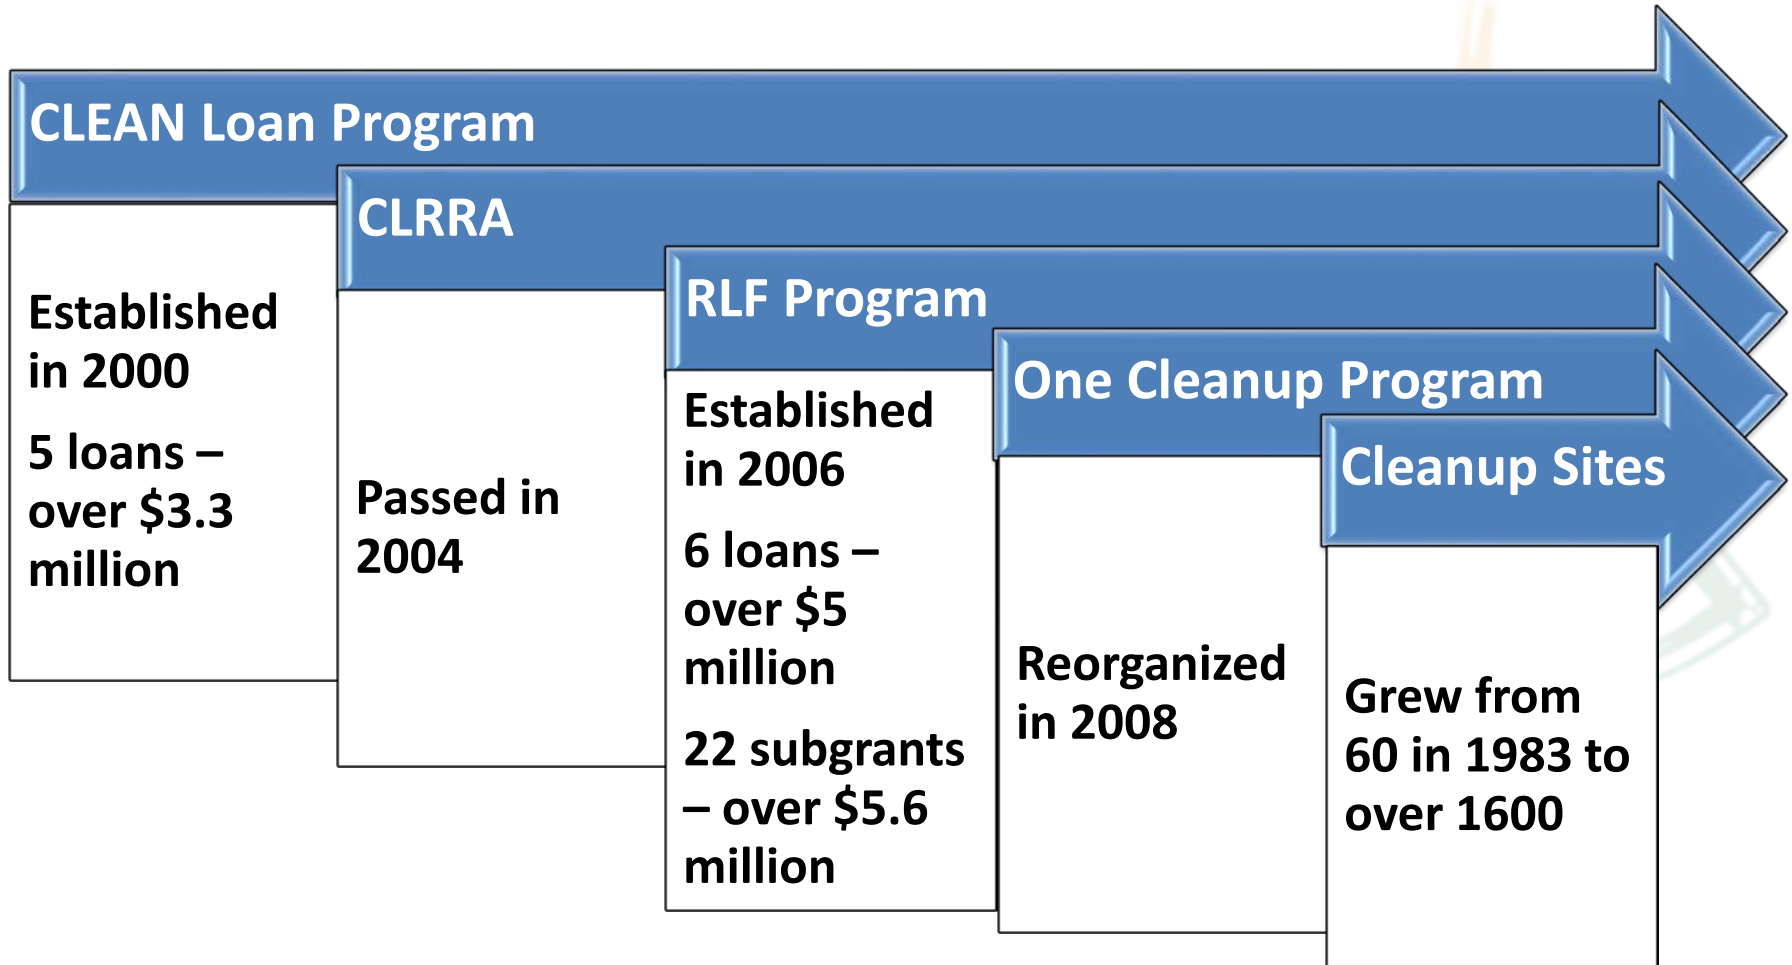 CLEAN Loan Program
Established
in 2000
5 loans –
over $3.3
million
CLRRA
Passed in
2004
RLF Program
Established
in 2006
6 loans –
over $5
million
22 subgrants
– over $5.6
million
One Cleanup Program
Reorganized
in 2008
Cleanup Sites
Grew from
60 in 1983 to
over 1600